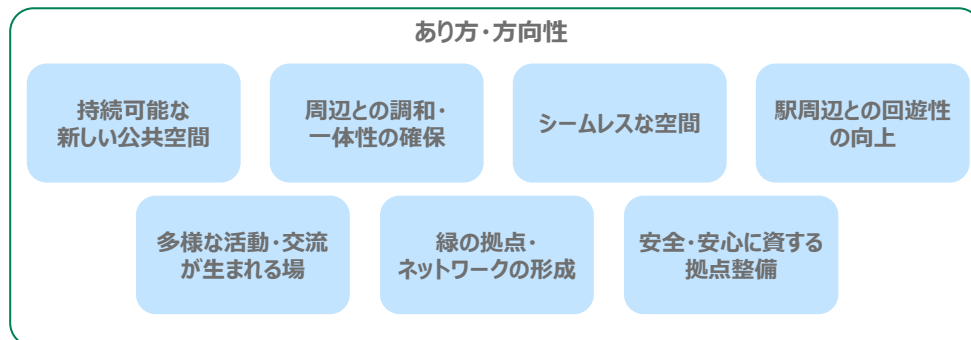 あり方・方向性
持続可能な
新しい公共空間
周辺との調和・
一体性の確保
シームレスな空間
駅周辺との回遊性
の向上
多様な活動・交流
が生まれる場
緑の拠点・
ネットワークの形成
安全・安心に資する
拠点整備